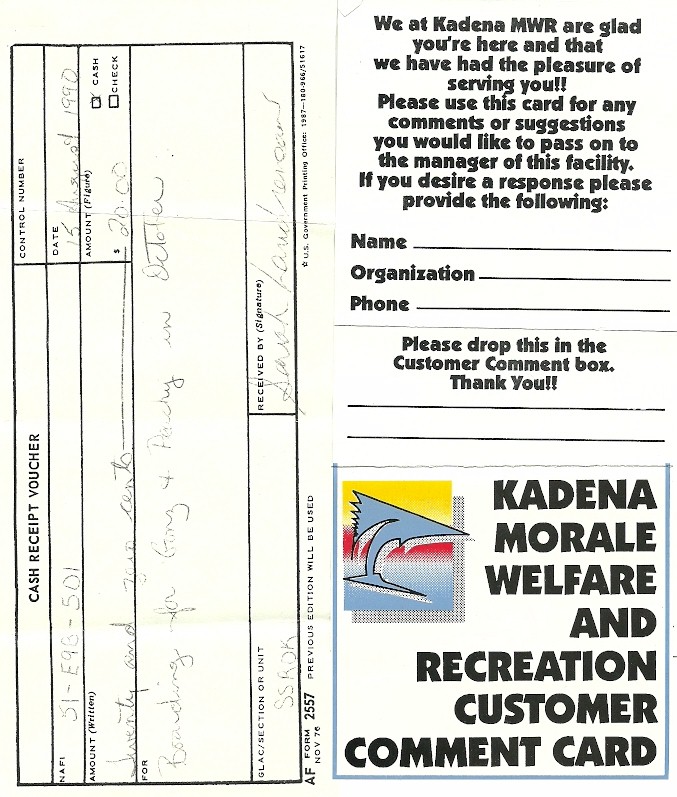 CASH RECEIPT VOUCHER
CONTROL NUMBER
NAFI
51-E9B-501
DATE
15 August 1990
AMOUNT (Written)
Twenty and zero cents
AMOUNT (Figure)
$ 20.00
CASH
CHECK
FOR
Boarding for Gonz & Peachy in October.
GLAC/SECTION OR UNIT
SSRDK
RECEIVED BY (Signature)
Sarah
AF FORM 2557 PREVIOUS EDITION WILL BE USED
NOV 76
☆ U.S. Government Printing Office: 1987-180-966/51617
We at Kadena MWR are glad
you're here and that
we have had the pleasure of
serving you!!
Please use this card for any
comments or suggestions
you would like to pass on to
the manager of this facility.
If you desire a response please
provide the following:
Name
Organization
Phone
Please drop this in the
Customer Comment box.
Thank You!!
KADENA
MORALE
WELFARE
AND
RECREATION
CUSTOMER
COMMENT CARD